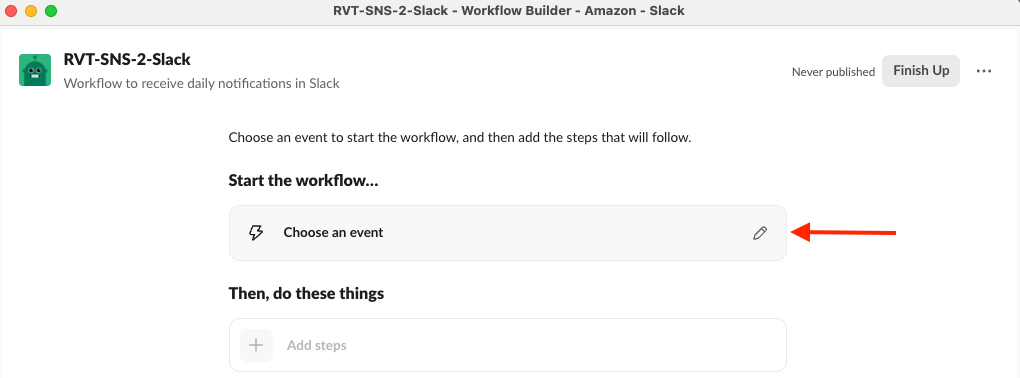 RVT-SNS-2-Slack - Workflow Builder - Amazon - Slack
RVT-SNS-2-Slack
Workflow to receive daily notifications in Slack
Never published
Finish Up
Choose an event to start the workflow, and then add the steps that will follow.
Start the workflow...
Choose an event
Then, do these things
Add steps